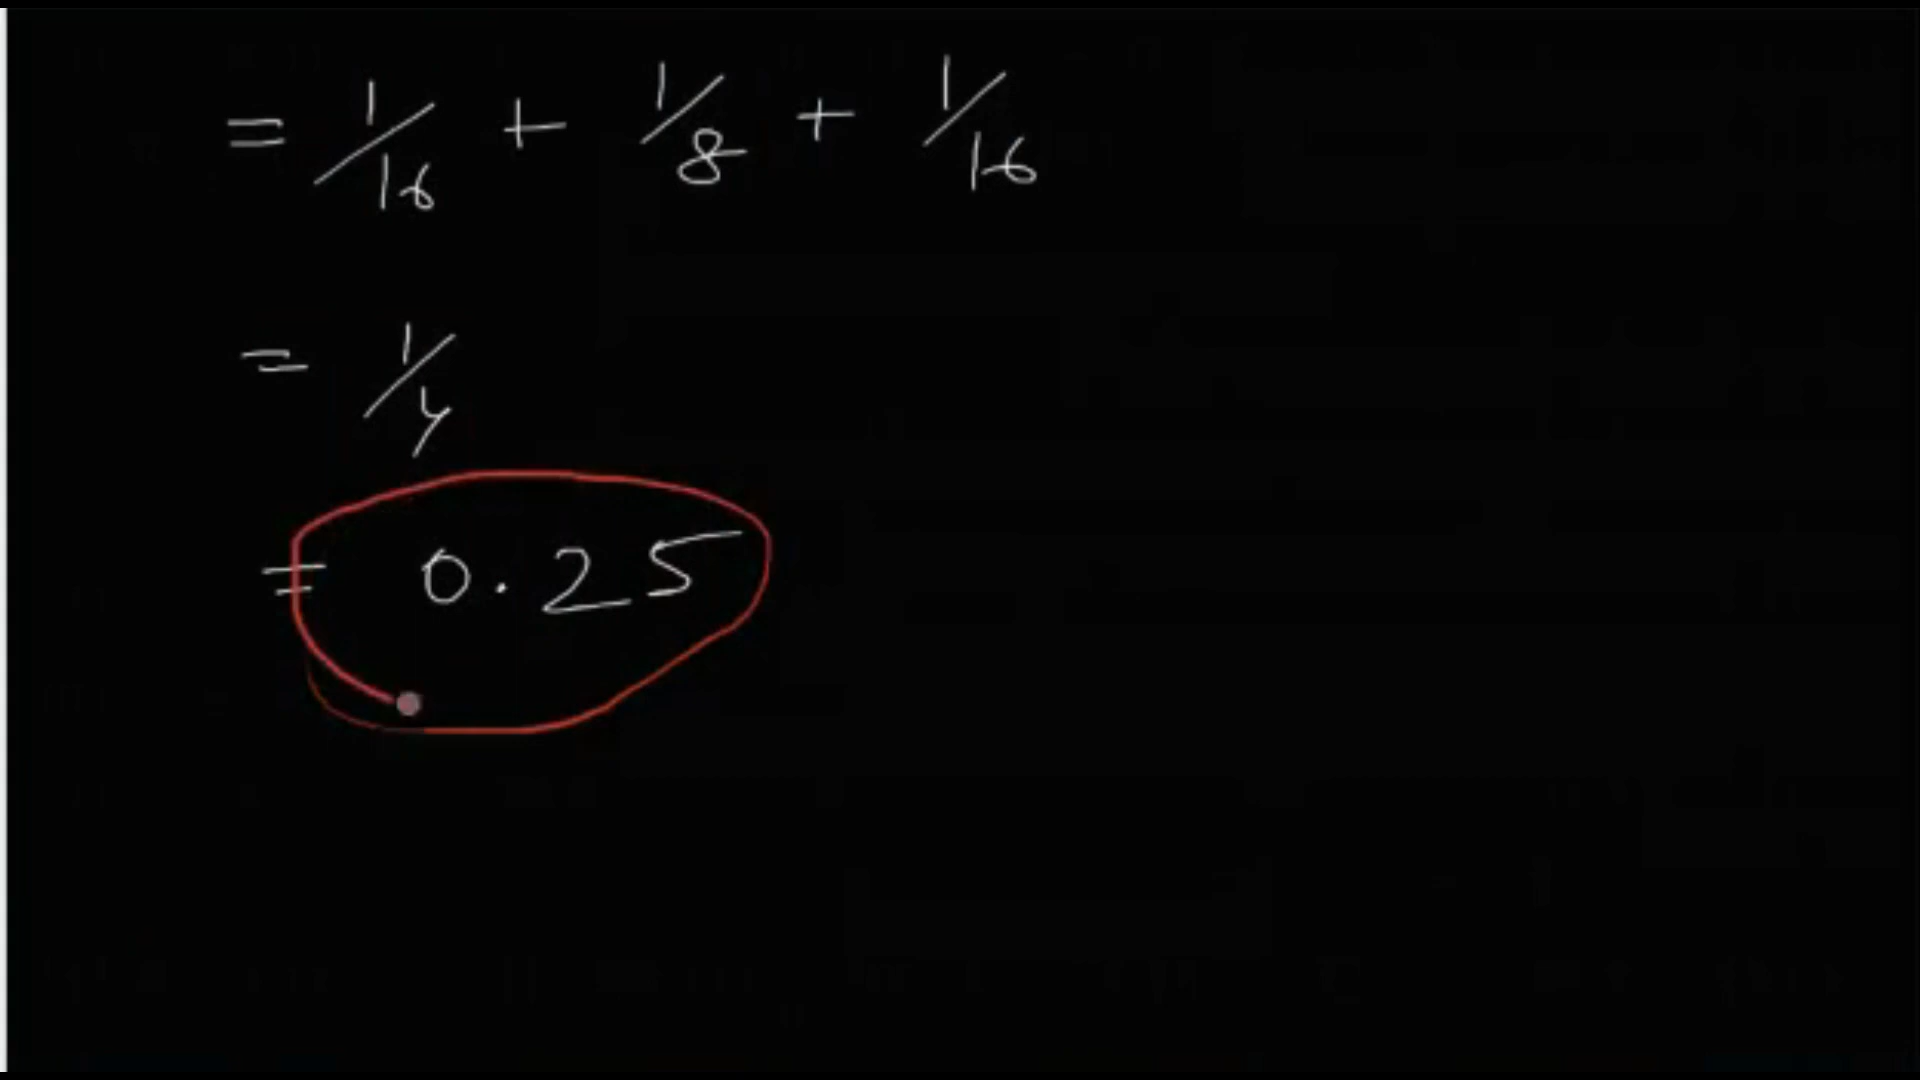 = 1/16 + 1/8 + 1/16
= 1/4
= 0.25